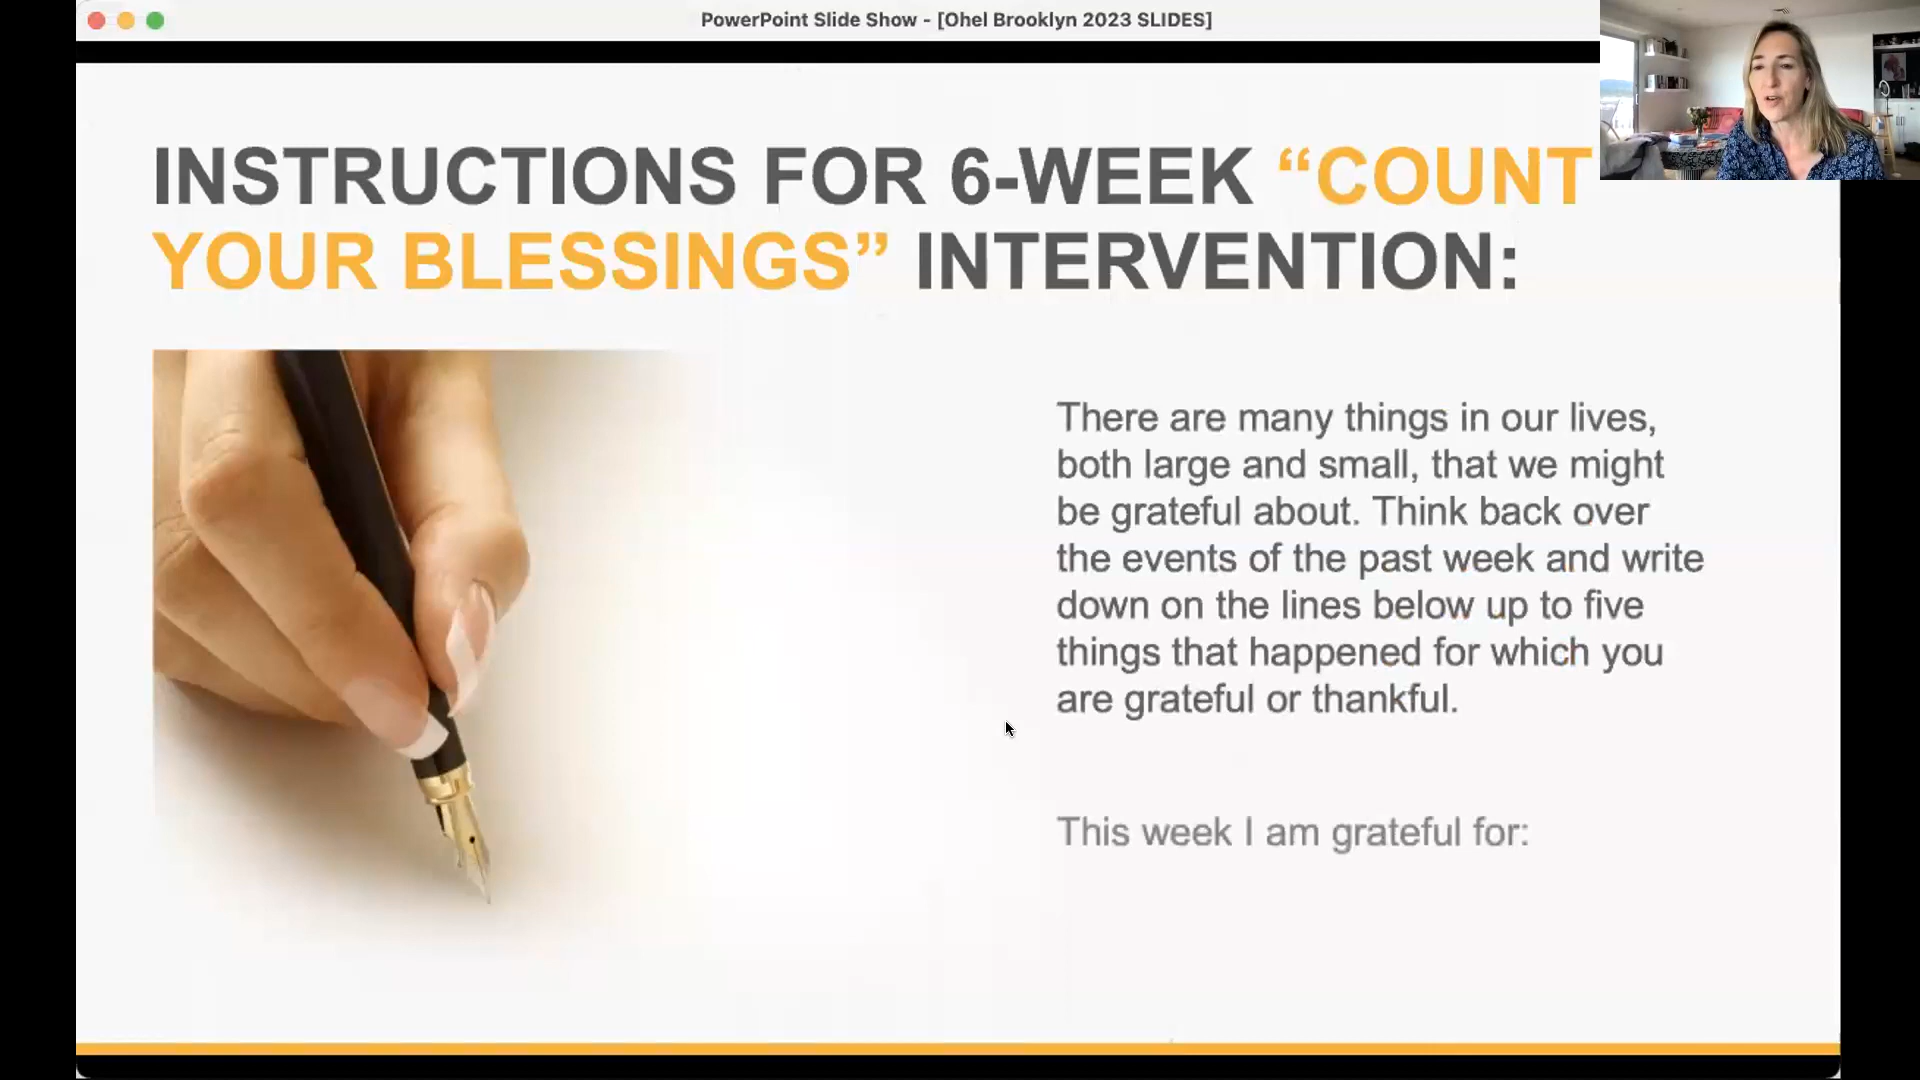 PowerPoint Slide Show - [Ohel Brooklyn 2023 SLIDES]
INSTRUCTIONS FOR 6-WEEK “COUNT
YOUR BLESSINGS” INTERVENTION:
There are many things in our lives,
both large and small, that we might
be grateful about. Think back over
the events of the past week and write
down on the lines below up to five
things that happened for which you
are grateful or thankful.
This week I am grateful for: